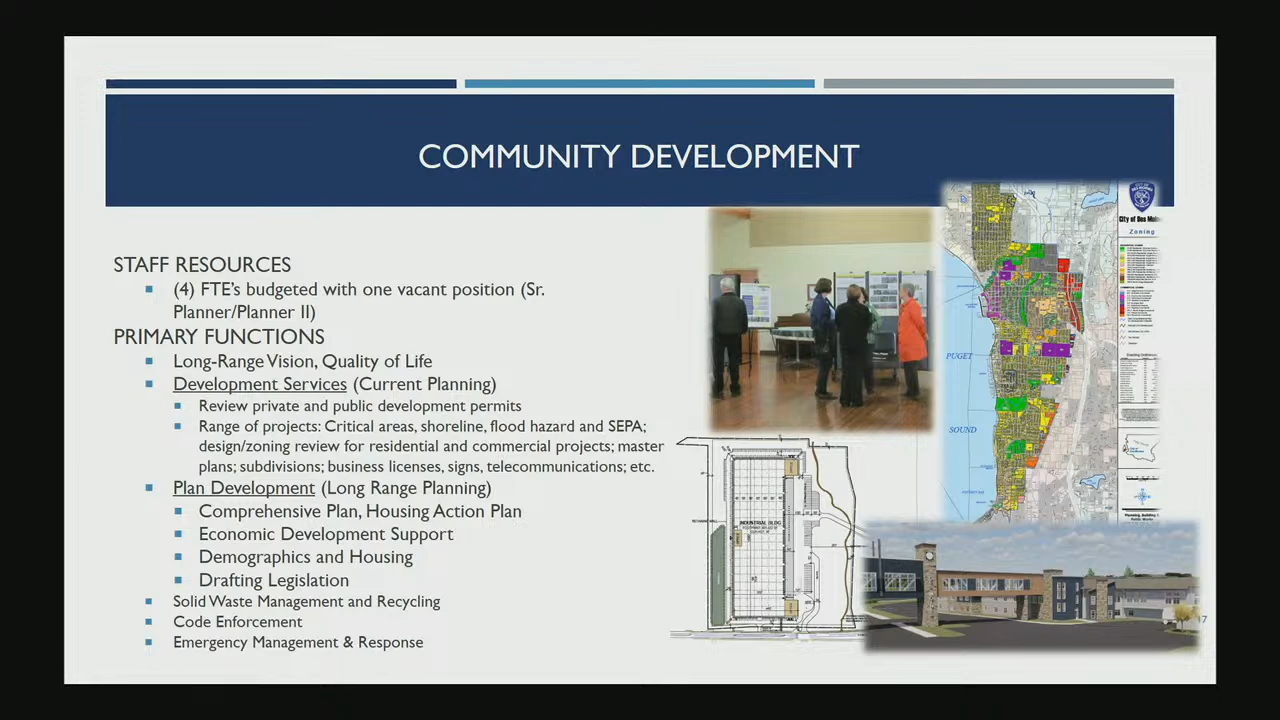 COMMUNITY DEVELOPMENT
STAFF RESOURCES
(4) FTE's budgeted with one vacant position (Sr.
Planner/Planner II)
PRIMARY FUNCTIONS
Long-Range Vision, Quality of Life
Development Services (Current Planning)
Review private and public development permits
Range of projects: Critical areas, shoreline, flood hazard and SEPA;
design/zoning review for residential and commercial projects; master
plans; subdivisions; business licenses, signs, telecommunications; etc.
Plan Development (Long Range Planning)
Comprehensive Plan, Housing Action Plan
Economic Development Support
Demographics and Housing
Drafting Legislation
Solid Waste Management and Recycling
Code Enforcement
Emergency Management & Response
City of Des Moines
Zoning
PUGET
SOUND
INDUSTRIAL BLDG